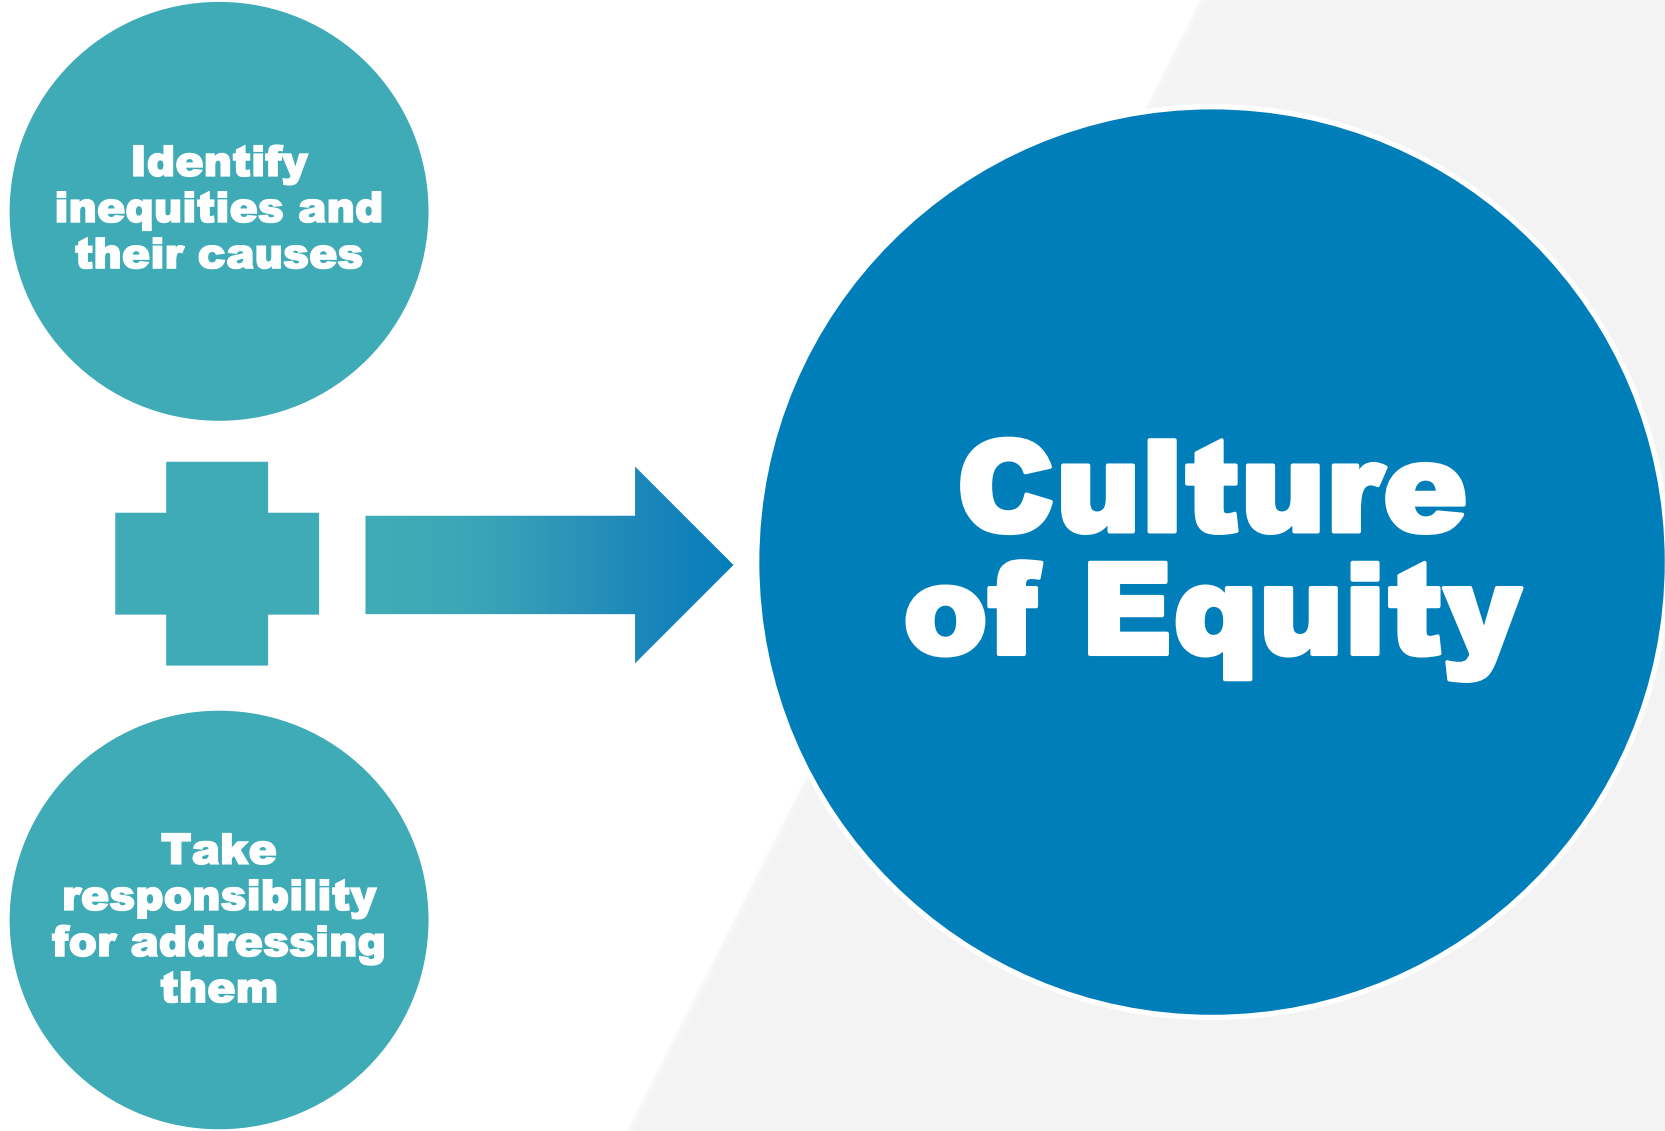 Identify
inequities and
their causes
Take
responsibility
for addressing
them
Culture
of Equity